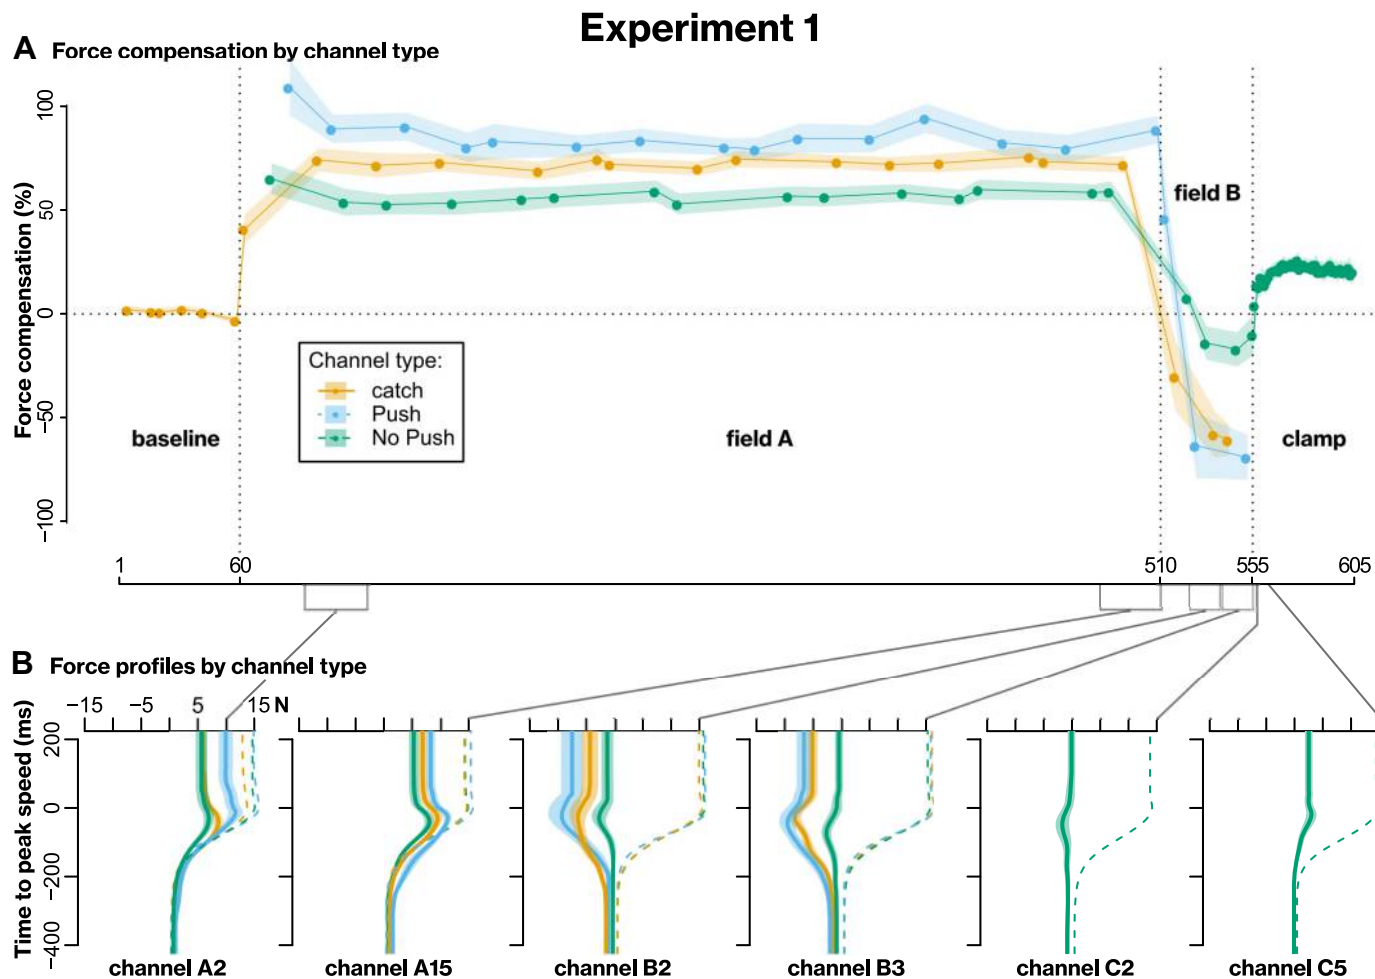 Experiment 1
A Force compensation by channel type
Force compensation (%)
100
50
0
−50
−100
field B
Channel type:
catch
Push
No Push
baseline
field A
clamp
1 60 510 555 605
B Force profiles by channel type
−15 −5 5 15 N
Time to peak speed (ms)
200
0
−200
−400
channel A2 channel A15 channel B2 channel B3 channel C2 channel C5